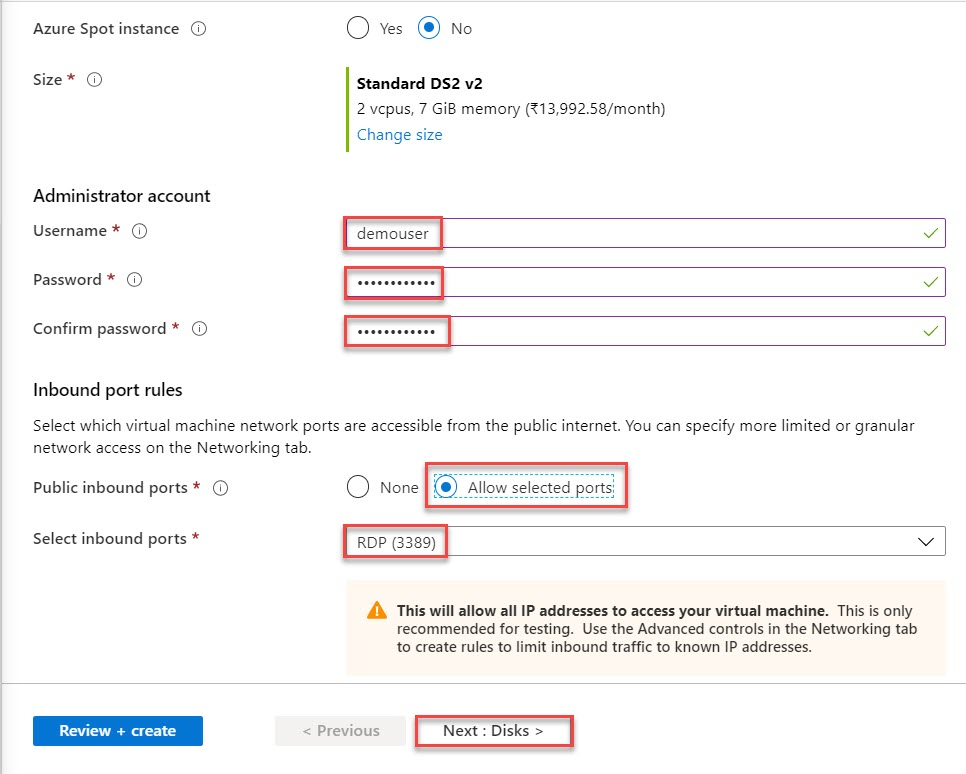 Azure Spot instance Yes No
Size *
Standard DS2 v2
2 vcpus, 7 GiB memory (₹13,992.58/month)
Change size
Administrator account
Username * demouser
Password * ••••••••••••
Confirm password * ••••••••••••
Inbound port rules
Select which virtual machine network ports are accessible from the public internet. You can specify more limited or granular
network access on the Networking tab.
Public inbound ports * None Allow selected ports
Select inbound ports * RDP (3389)
This will allow all IP addresses to access your virtual machine. This is only
recommended for testing. Use the Advanced controls in the Networking tab
to create rules to limit inbound traffic to known IP addresses.
Review + create < Previous Next : Disks >